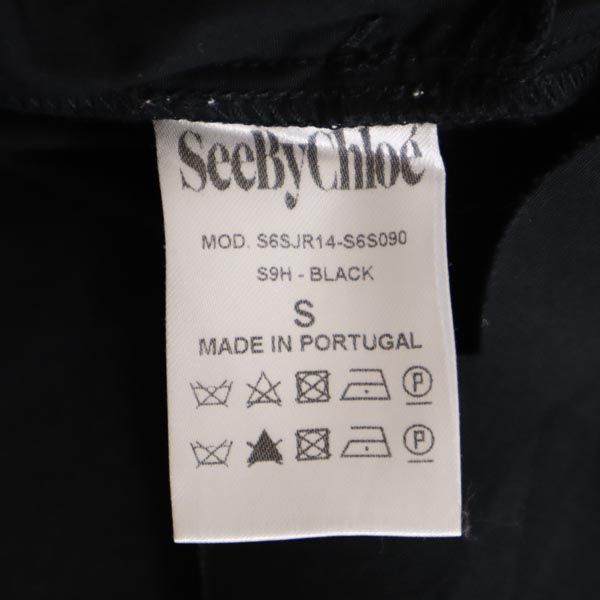 SeeByChloé
MOD. S6SJR14-S6S090
S9H - BLACK
S
MADE IN PORTUGAL
P
P